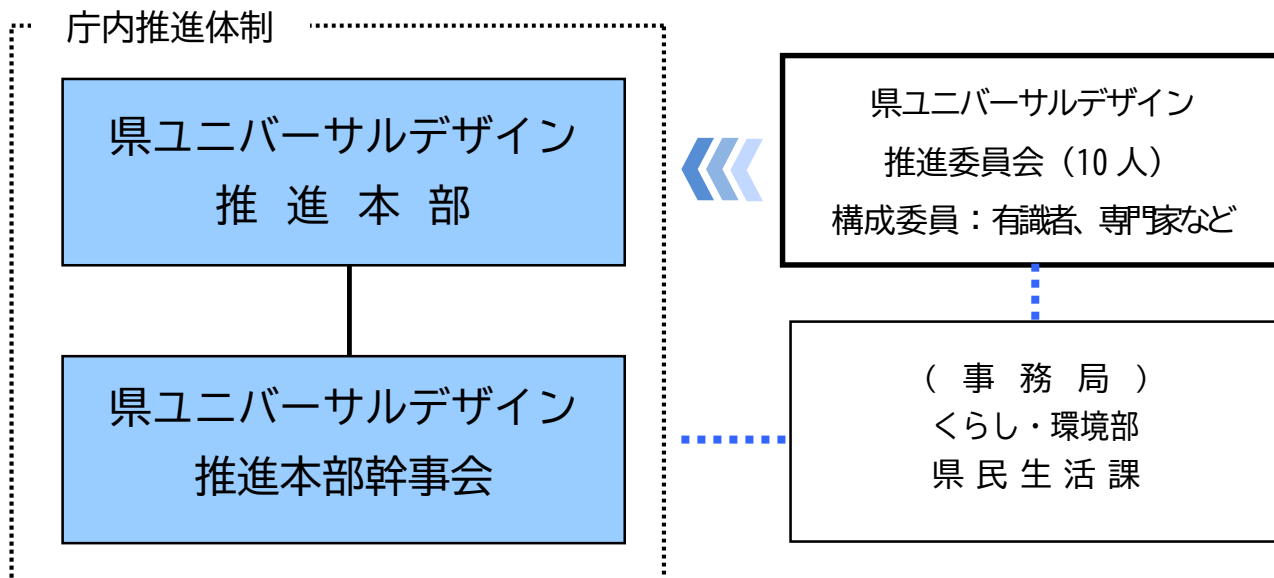 庁内推進体制
県ユニバーサルデザイン
推進本部
県ユニバーサルデザイン
推進本部幹事会
県ユニバーサルデザイン
推進委員会（10人）
構成委員：有識者、専門家など
（事務局）
くらし・環境部
県民生活課